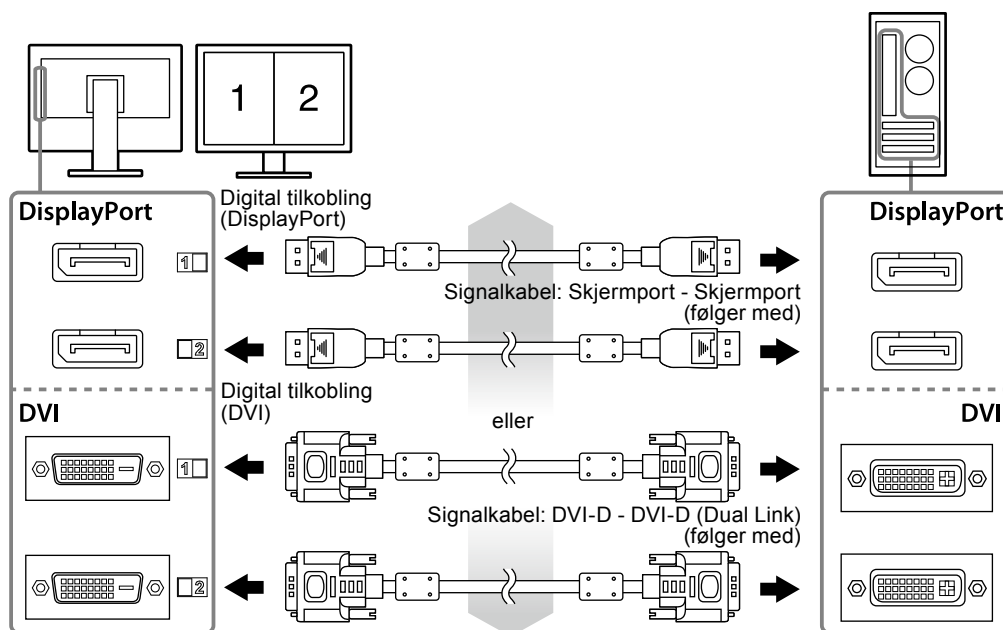 1 2
DisplayPort
Digital tilkobling
(DisplayPort)
DisplayPort
1
Signalkabel: Skjermport - Skjermport
(følger med)
2
DVI
Digital tilkobling
(DVI)
eller
DVI
1
Signalkabel: DVI-D - DVI-D (Dual Link)
(følger med)
2